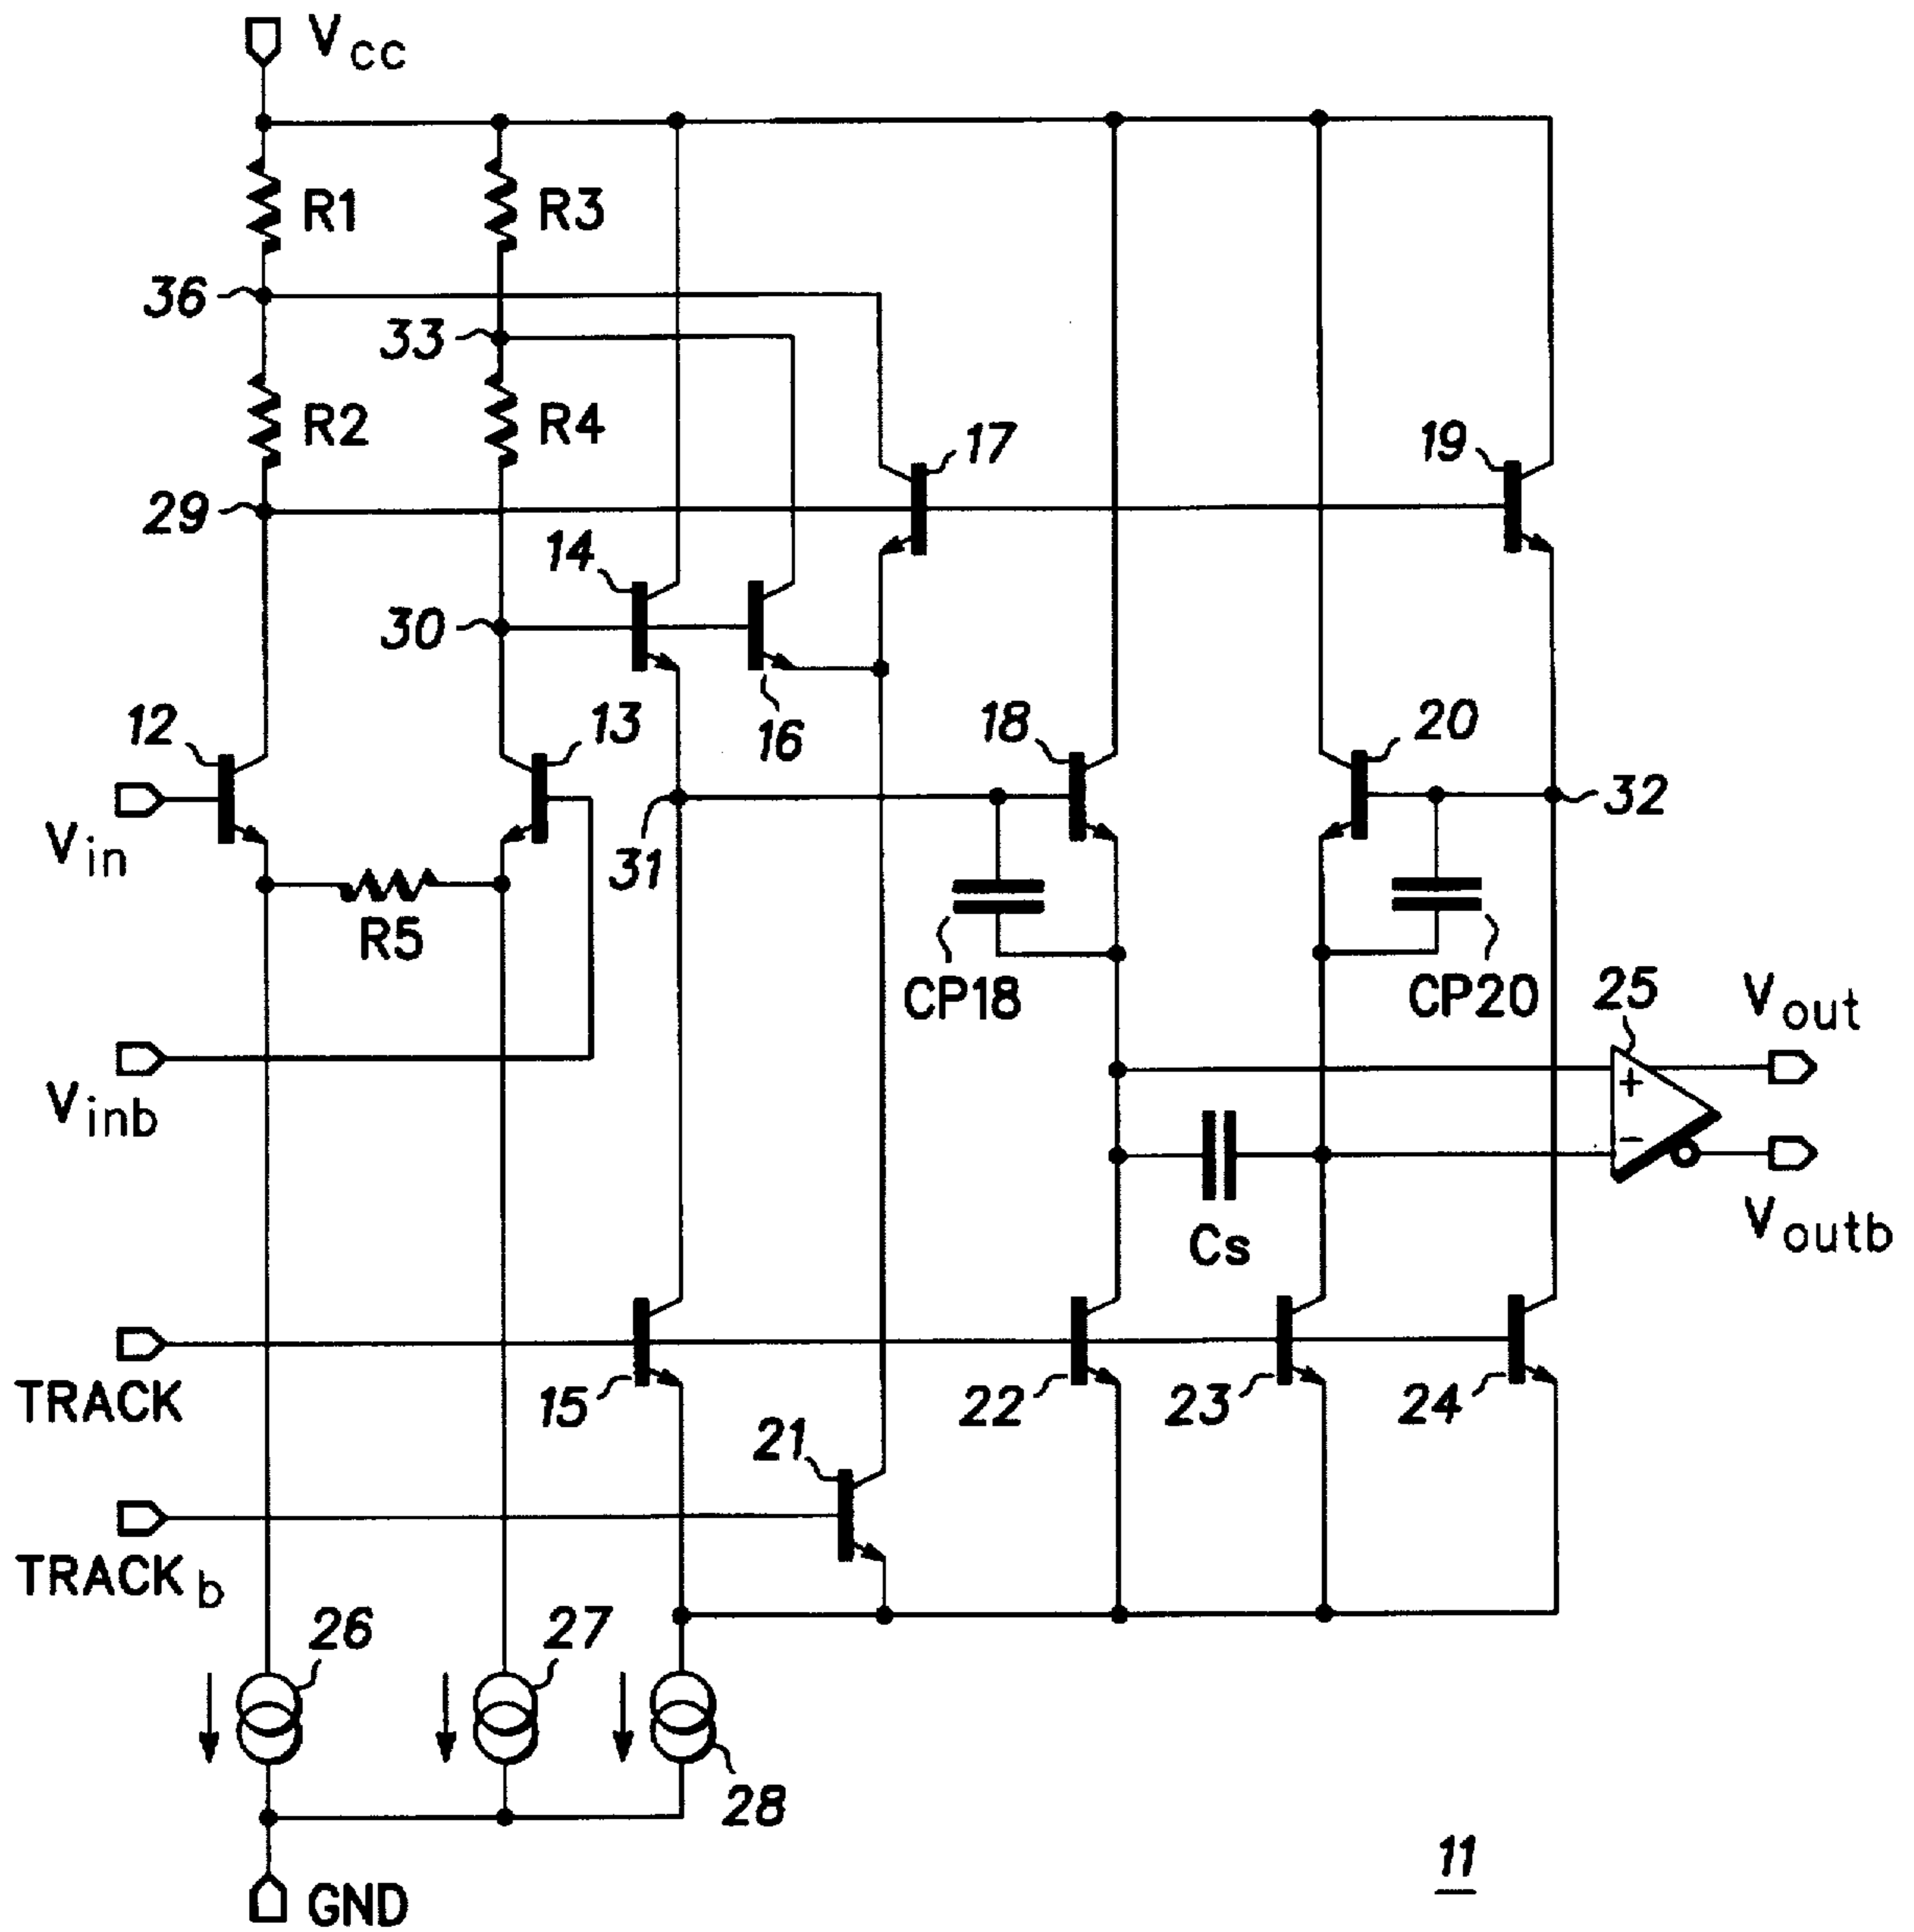 Vcc
R1
R3
36
33
R2
R4
17
19
29
14
30
12
13
16
18
20
32
Vin
31
R5
CP18
CP20
25
Vout
Vinb
+
−
Cs
Voutb
TRACK
15
22
23
24
21
TRACKb
26
27
28
11
GND